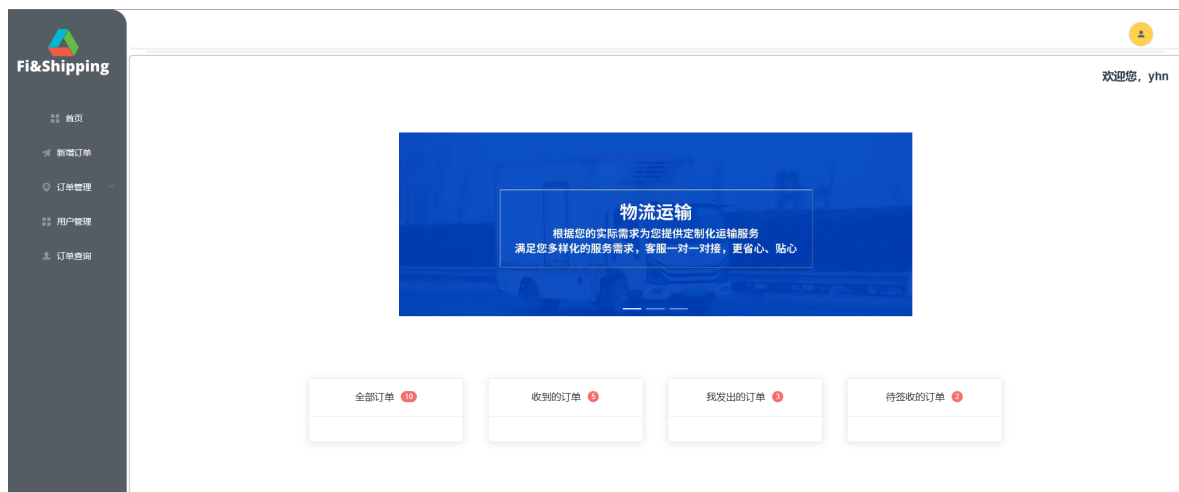 Fi&Shipping
欢迎您，yhn
首页
新增订单
订单管理
用户管理
订单查询
物流运输
根据您的实际需求为您提供定制化运输服务
满足您多样化的服务需求，客服一对一对接，更省心、贴心
全部订单 10
收到的订单 5
我发出的订单 3
待签收的订单 2